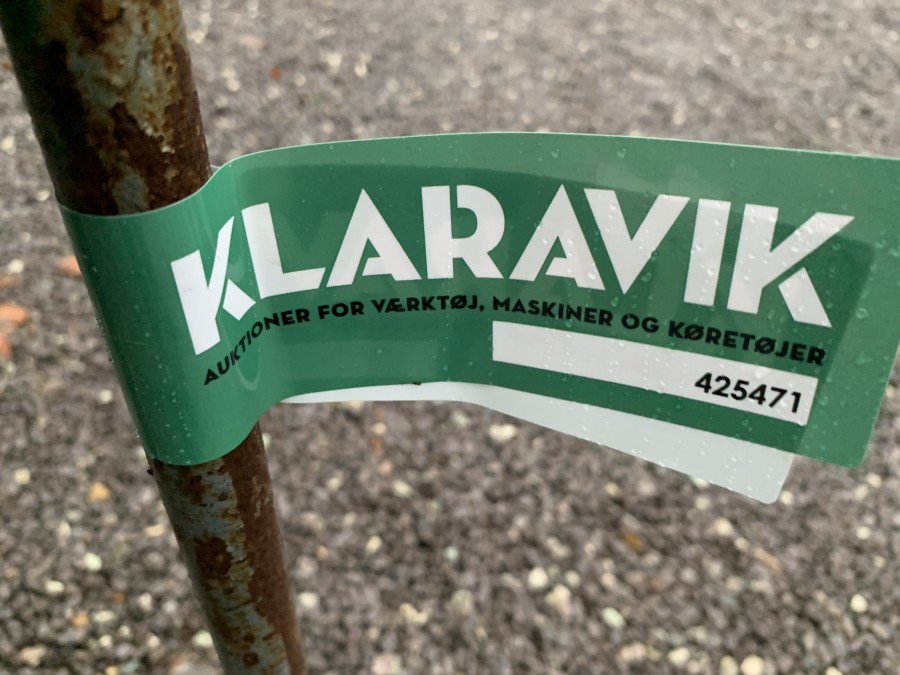 KLARAVIK
AUKTIONER FOR VÆRKTØJ, MASKINER OG KØRETØJER
425471